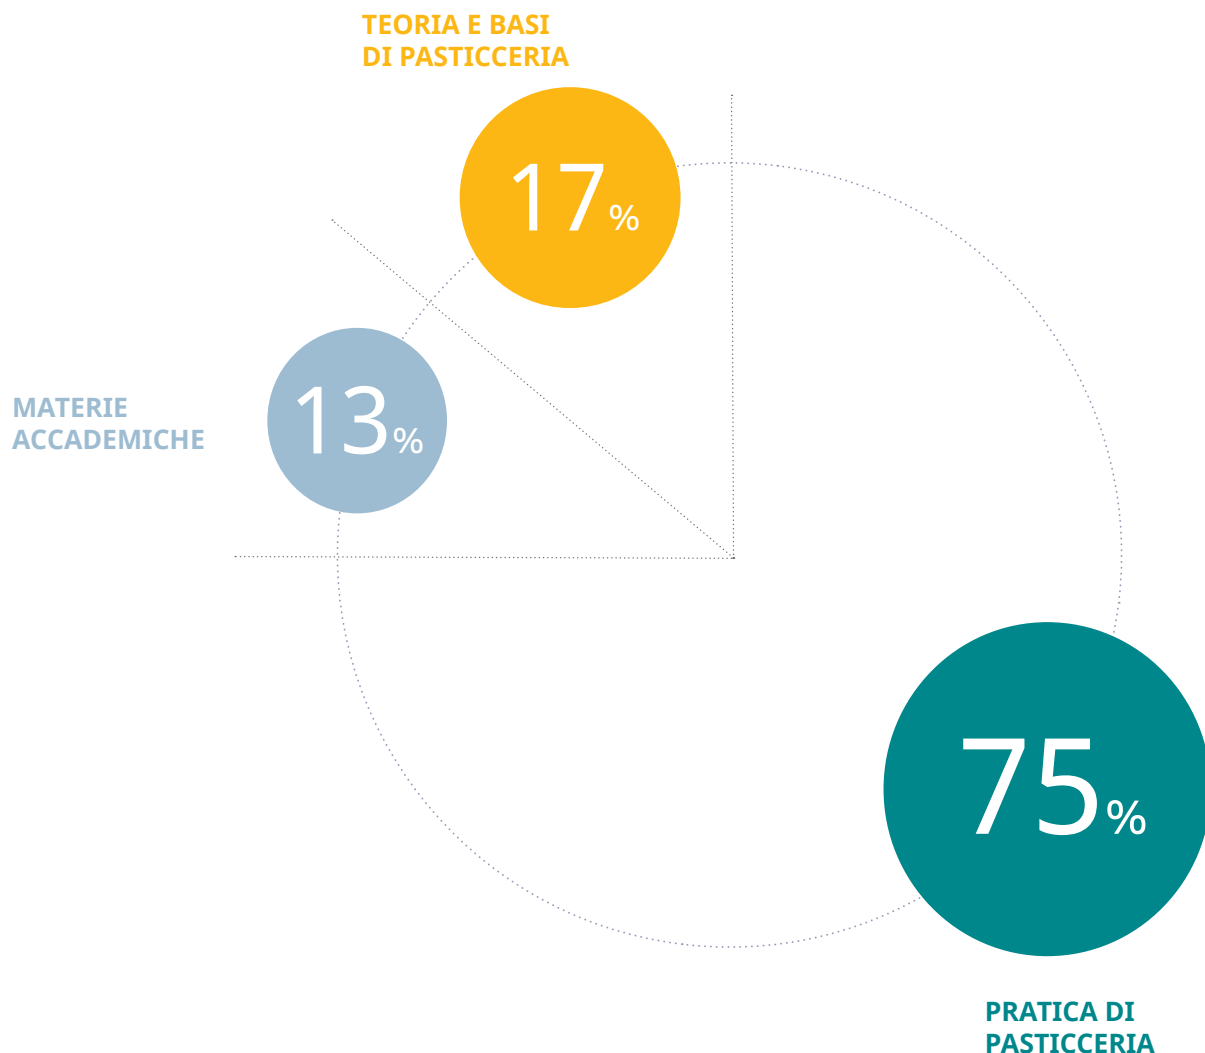 TEORIA E BASI
DI PASTICCERIA
17%
13%
MATERIE
ACCADEMICHE
75%
PRATICA DI
PASTICCERIA